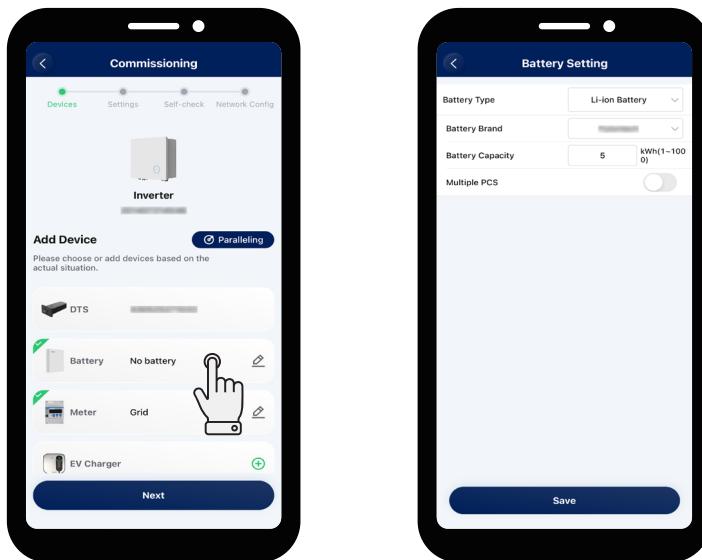 Commissioning
Devices Settings Self-check Network Config
Inverter
Add Device
Paralleling
Please choose or add devices based on the
actual situation.
DTS
Battery No battery
Meter Grid
EV Charger
Next
Battery Setting
Battery Type Li-ion Battery
Battery Brand
Battery Capacity 5 kWh(1~100
0)
Multiple PCS
Save